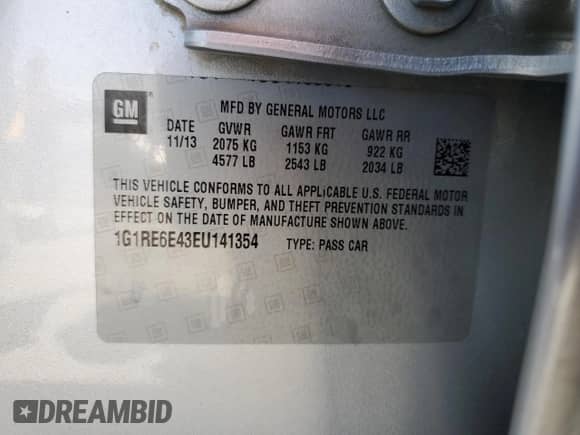 GM
®
MFD BY GENERAL MOTORS LLC
DATE GVWR GAWR FRT GAWR RR
11/13 2075 KG 1153 KG 922 KG
4577 LB 2543 LB 2034 LB
THIS VEHICLE CONFORMS TO ALL APPLICABLE U.S. FEDERAL MOTOR
VEHICLE SAFETY, BUMPER, AND THEFT PREVENTION STANDARDS IN
EFFECT ON THE DATE OF MANUFACTURE SHOWN ABOVE.
1G1RE6E43EU141354 TYPE: PASS CAR
DREAMBID